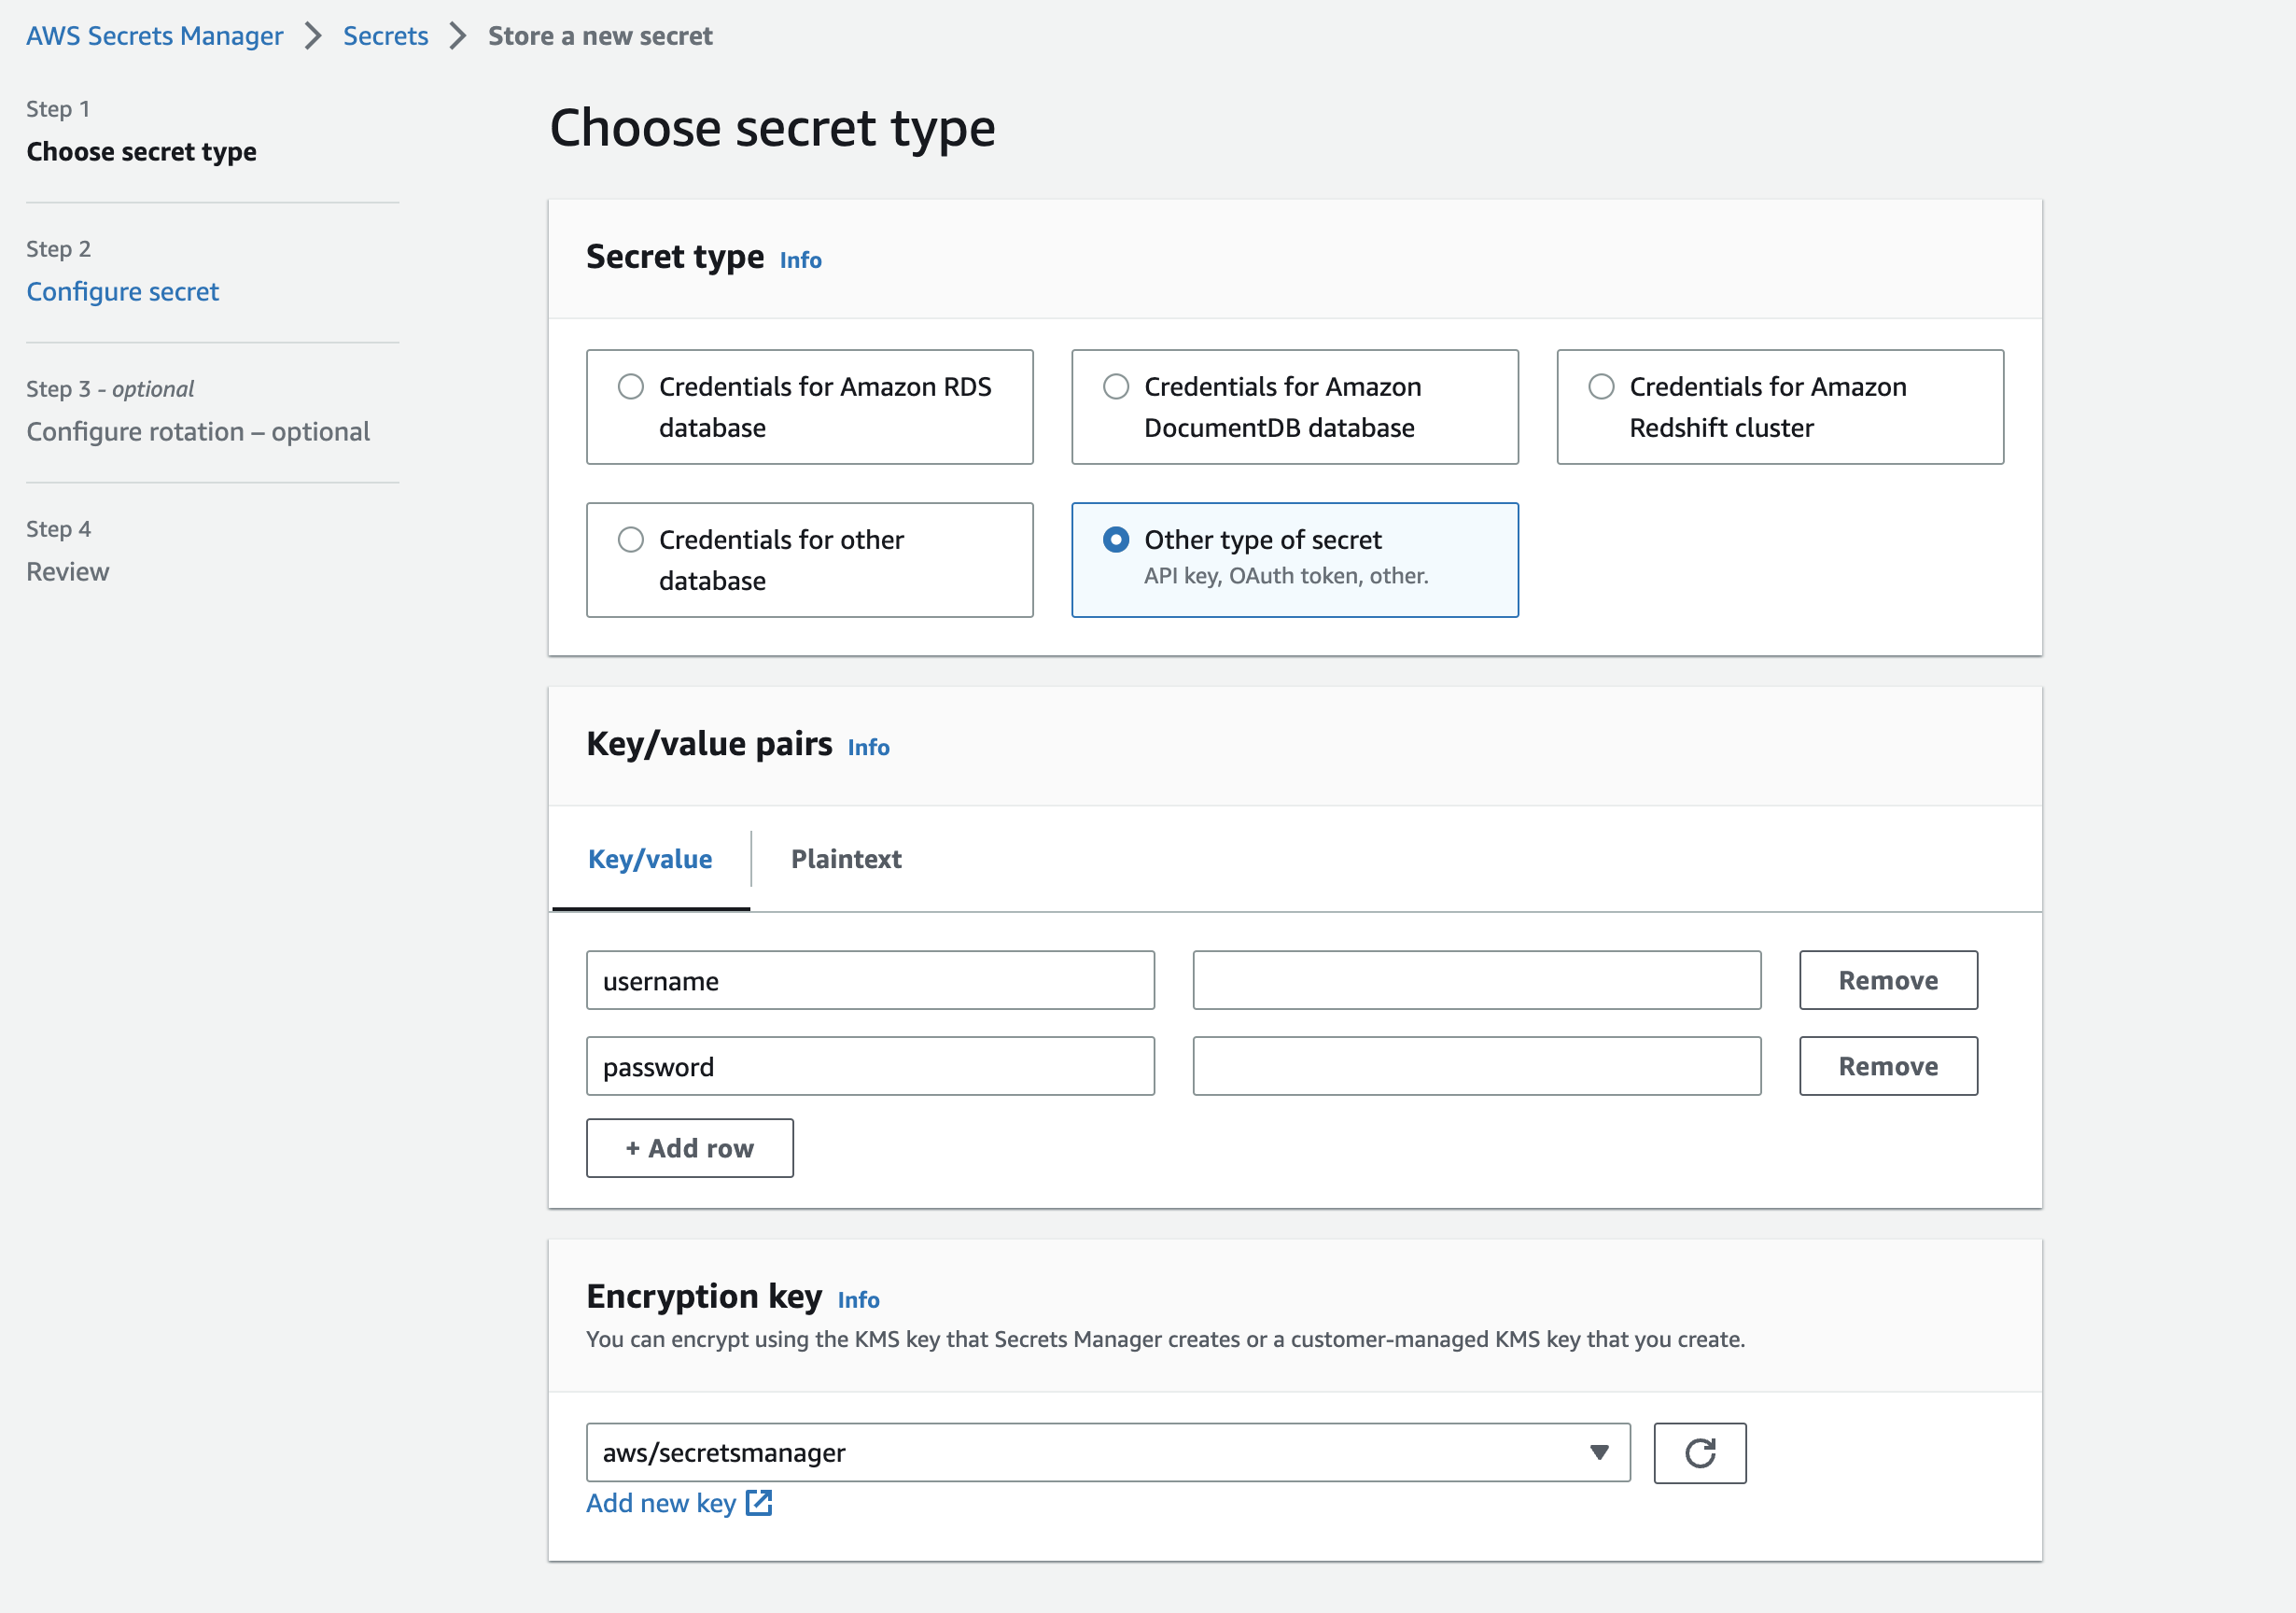 AWS Secrets Manager > Secrets > Store a new secret
Step 1
Choose secret type
Step 2
Configure secret
Step 3 - optional
Configure rotation – optional
Step 4
Review
Choose secret type
Secret type Info
Credentials for Amazon RDS
database
Credentials for Amazon
DocumentDB database
Credentials for Amazon
Redshift cluster
Credentials for other
database
Other type of secret
API key, OAuth token, other.
Key/value pairs Info
Key/value Plaintext
username Remove
password Remove
+ Add row
Encryption key Info
You can encrypt using the KMS key that Secrets Manager creates or a customer-managed KMS key that you create.
aws/secretsmanager
Add new key